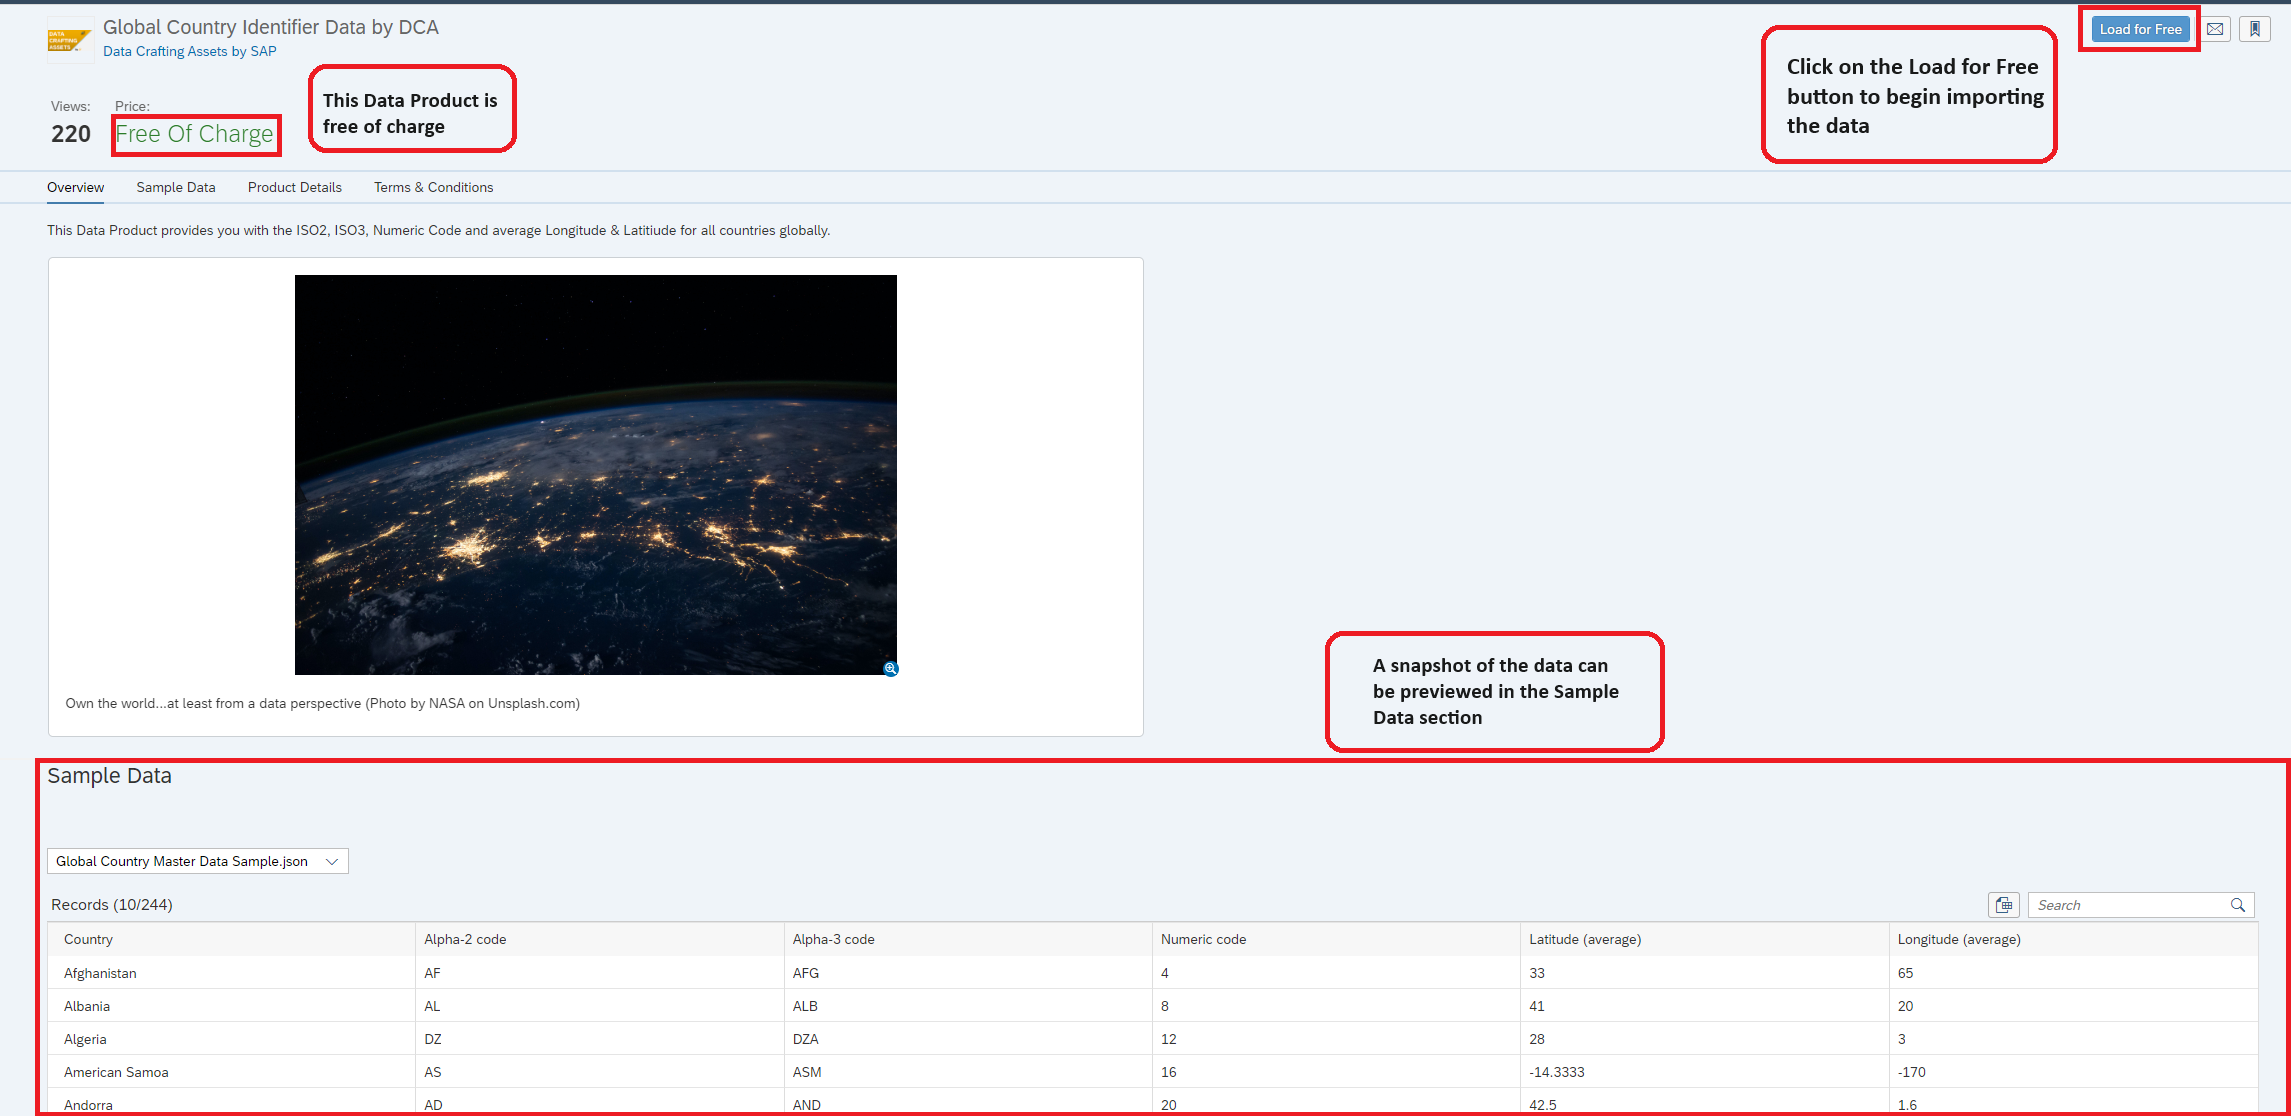 DATA
CRAFTING
ASSETS
Global Country Identifier Data by DCA
Data Crafting Assets by SAP
Load for Free
Click on the Load for Free
button to begin importing
the data
Views:
220
Price:
Free Of Charge
This Data Product is
free of charge
Overview
Sample Data
Product Details
Terms & Conditions
This Data Product provides you with the ISO2, ISO3, Numeric Code and average Longitude & Latitiude for all countries globally.
Own the world...at least from a data perspective (Photo by NASA on Unsplash.com)
A snapshot of the data can
be previewed in the Sample
Data section
Sample Data
Global Country Master Data Sample.json
Records (10/244)
Search
Country Alpha-2 code Alpha-3 code Numeric code Latitude (average) Longitude (average)
Afghanistan AF AFG 4 33 65
Albania AL ALB 8 41 20
Algeria DZ DZA 12 28 3
American Samoa AS ASM 16 -14.3333 -170
Andorra AD AND 20 42.5 1.6